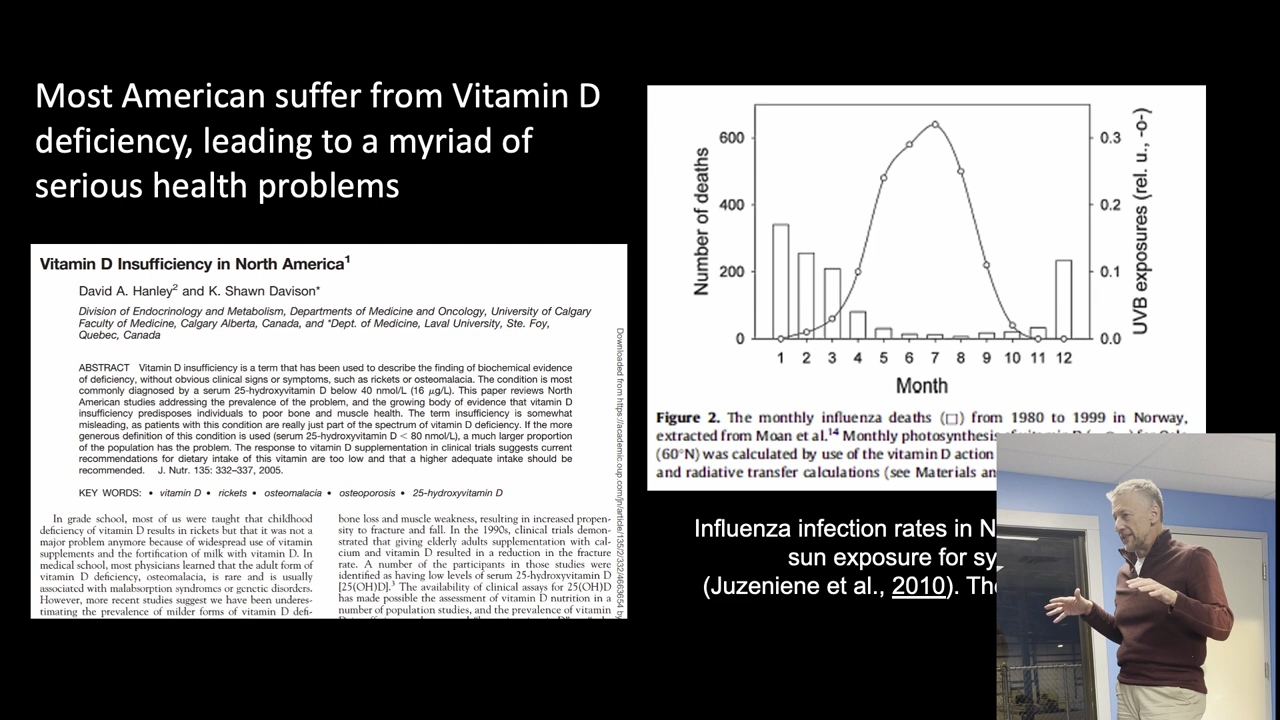 Most American suffer from Vitamin D
deficiency, leading to a myriad of
serious health problems
Vitamin D Insufficiency in North America¹
David A. Hanley² and K. Shawn Davison*
Division of Endocrinology and Metabolism, Departments of Medicine and Oncology, University of Calgary
Faculty of Medicine, Calgary Alberta, Canada, and *Dept. of Medicine, Laval University, Ste. Foy,
Quebec, Canada
ABSTRACT Vitamin D insufficiency is a term that has been used to describe the finding of biochemical evidence
of deficiency, without obvious clinical signs or symptoms, such as rickets or osteomalacia. The condition is most
commonly diagnosed by a serum 25-hydroxyvitamin D below 40 nmol/L (16 μg/L). This paper reviews North
American studies addressing the prevalence of the problem, and the growing body of evidence that vitamin D
insufficiency predisposes individuals to poor bone and muscle health. The term insufficiency is somewhat
misleading, as patients with this condition are really just part of the spectrum of vitamin D deficiency. If the more
generous definition of this condition is used (serum 25-hydroxyvitamin D < 80 nmol/L), a much larger proportion
of the population has the problem. The response to vitamin D supplementation in clinical trials suggests current
recommendations for dietary intake of this vitamin are too low and that a higher adequate intake should be
recommended. J. Nutr. 135: 332–337, 2005.
KEY WORDS: • vitamin D • rickets • osteomalacia • osteoporosis • 25-hydroxyvitamin D
In grade school, most of us were taught that childhood
deficiency of vitamin D results in rickets but that it was not a
major problem anymore because of widespread use of vitamin
supplements and the fortification of milk with vitamin D. In
medical school, most physicians learned that the adult form of
vitamin D deficiency, osteomalacia, is rare and is usually
associated with malabsorption syndromes or genetic disorders.
However, more recent studies suggest we have been underes-
timating the prevalence of milder forms of vitamin D defi-
bone loss and muscle weakness, resulting in increased propen-
sity to fracture and fall. In the 1990s, clinical trials demon-
strated that giving elderly adults supplementation with cal-
cium and vitamin D resulted in a reduction in the fracture
rate. A number of the participants in those studies were
identified as having low levels of serum 25-hydroxyvitamin D
[25(OH)D].³ The availability of clinical assays for 25(OH)D
has made possible the assessment of vitamin D nutrition in a
number of population studies, and the prevalence of vitamin
Downloaded from https://academic.oup.com/jn/article/135/2/332/4663654 by
Number of deaths
600
400
200
0
0.3
0.2
0.1
0.0
UVB exposures (rel. u., -o-)
1 2 3 4 5 6 7 8 9 10 11 12
Month
Figure 2. The monthly influenza deaths (□) from 1980 to 1999 in Norway,
extracted from Moan et al.¹⁴ Monthly photosynthesis
(60°N) was calculated by use of the vitamin D action
and radiative transfer calculations (see Materials an
Influenza infection rates in N
sun exposure for sy
(Juzeniene et al., 2010). The